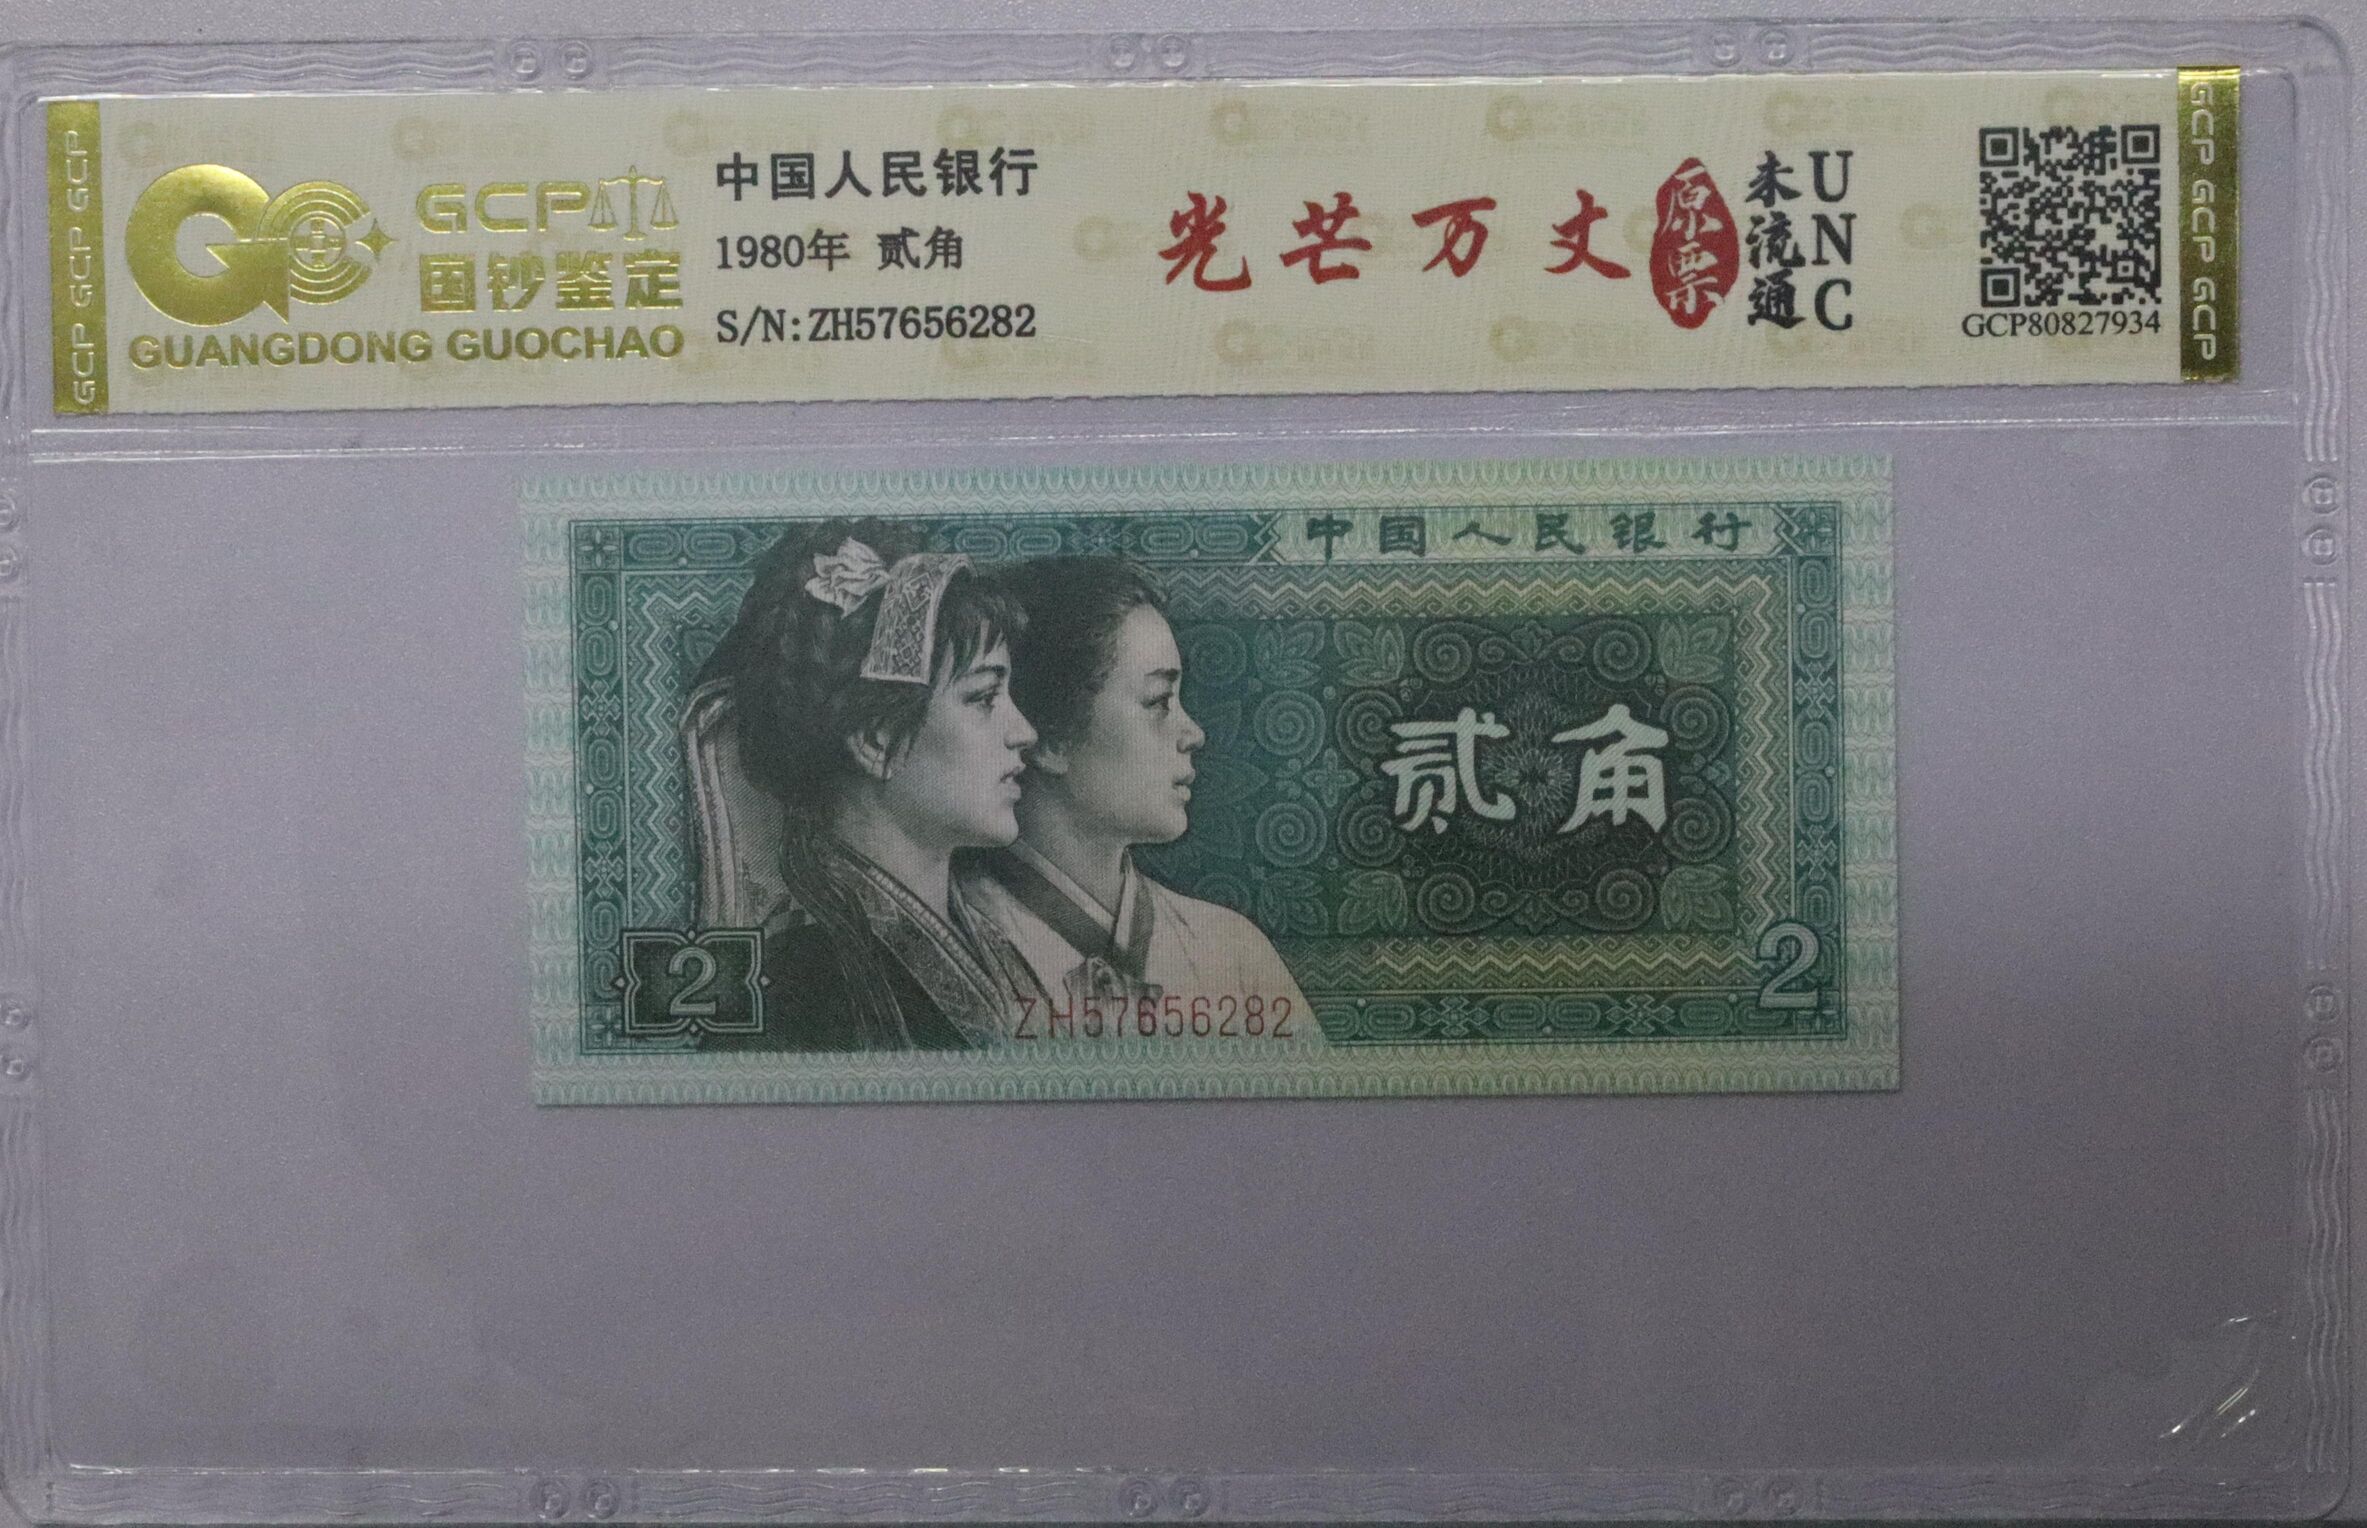 GCP GCP GCP
GCP
国钞鉴定
GUANGDONG GUOCHAO
中国人民银行
1980年 贰角
S/N:ZH57656282
光芒万丈
原票
未流通
UNC
GCP80827934
GCP GCP GCP
中国人民银行
贰角
2
2
ZH57656282